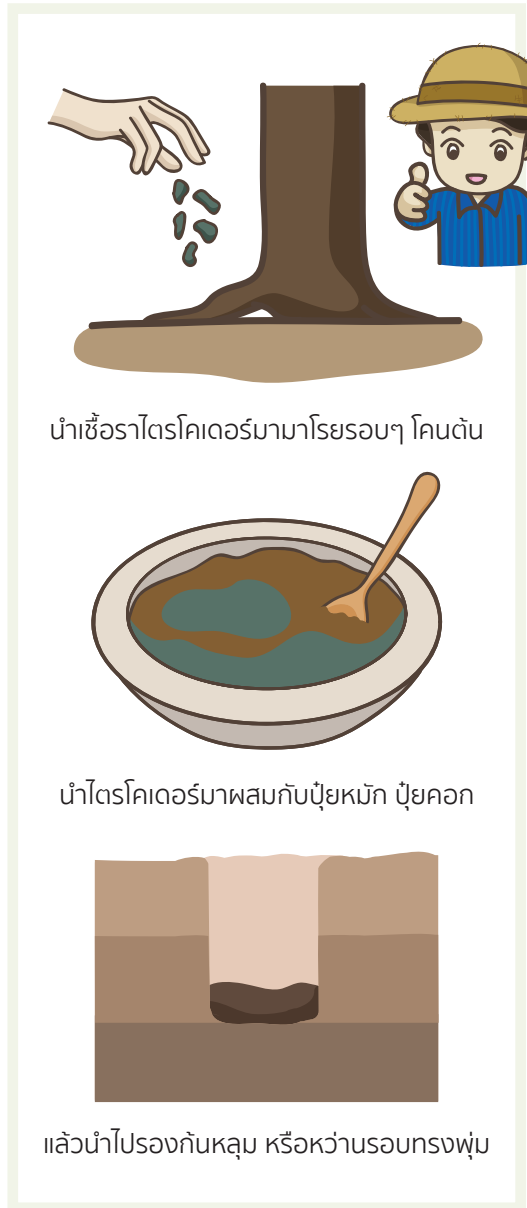 นำเชื้อราไตรโคเดอร์มามาโรยรอบๆ โคนต้น
นำไตรโคเดอร์มาผสมกับปุ๋ยหมัก ปุ๋ยคอก
แล้วนำไปรองก้นหลุม หรือหว่านรอบทรงพุ่ม